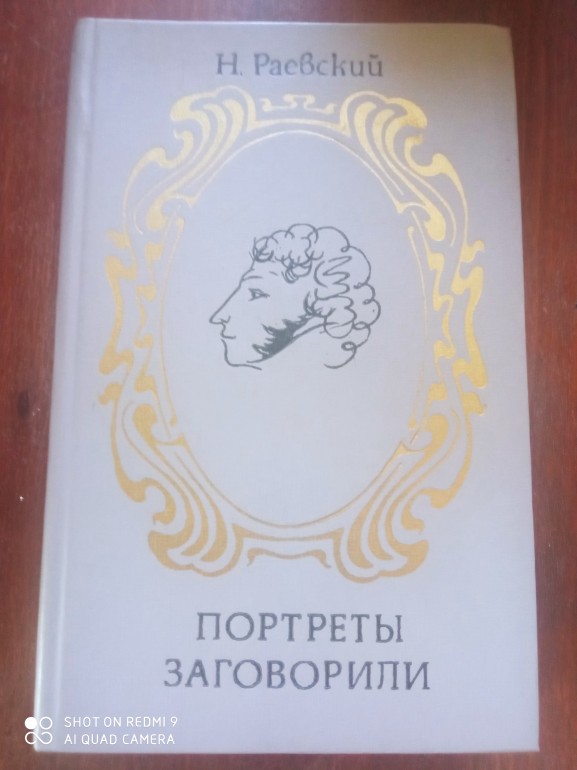 Н. Раевский
ПОРТРЕТЫ
ЗАГОВОРИЛИ
SHOT ON REDMI 9
AI QUAD CAMERA